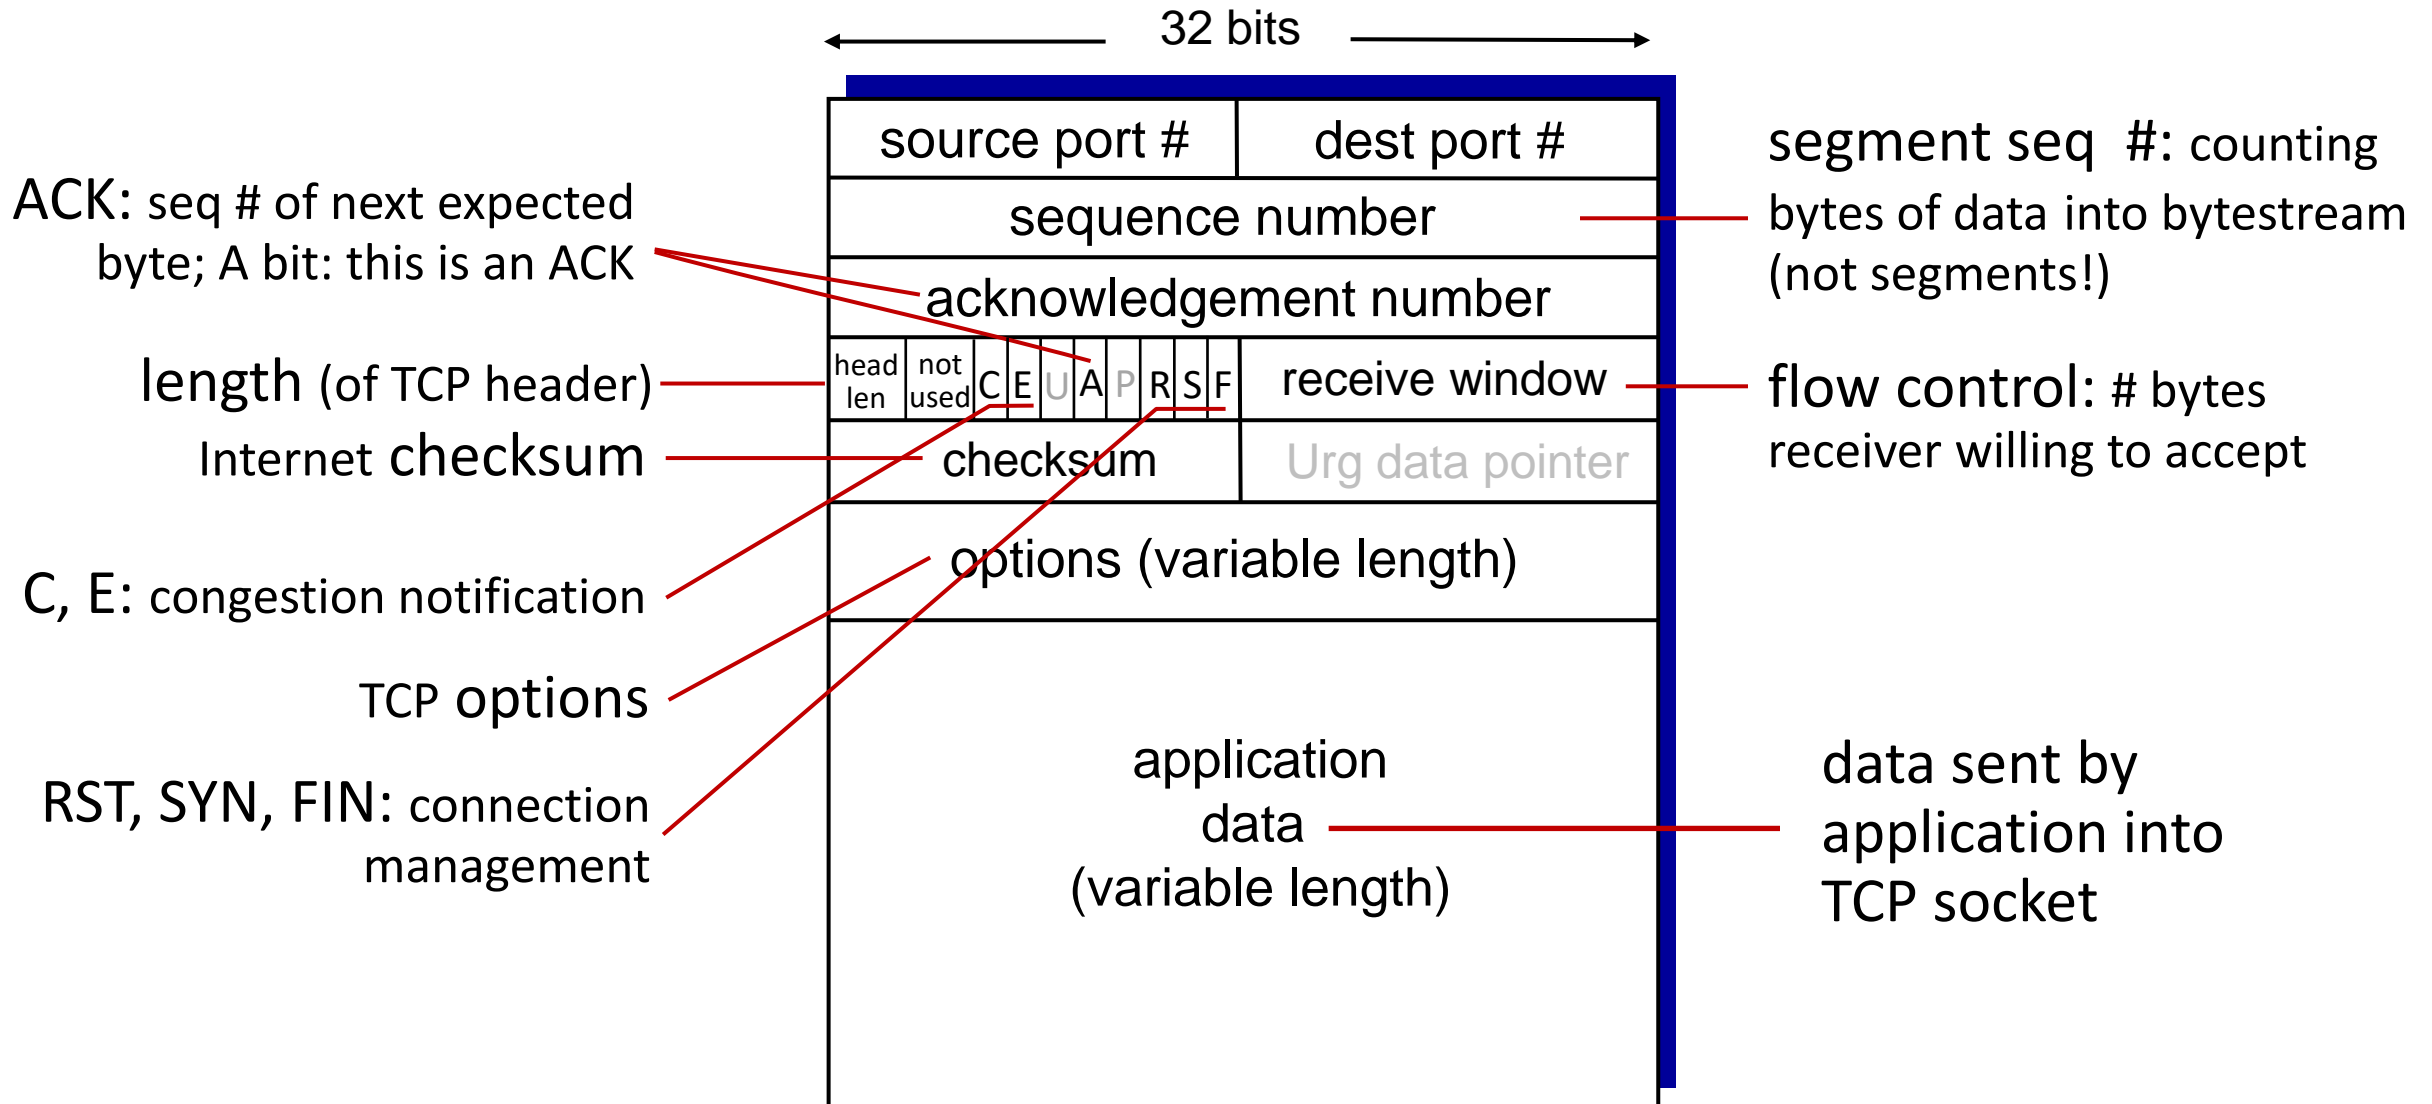 32 bits
source port #
dest port #
sequence number
acknowledgement number
head
len
not
used
C
E
U
A
P
R
S
F
receive window
checksum
Urg data pointer
options (variable length)
application
data
(variable length)
ACK: seq # of next expected
byte; A bit: this is an ACK
length (of TCP header)
Internet checksum
C, E: congestion notification
TCP options
RST, SYN, FIN: connection
management
segment seq #: counting
bytes of data into bytestream
(not segments!)
flow control: # bytes
receiver willing to accept
data sent by
application into
TCP socket